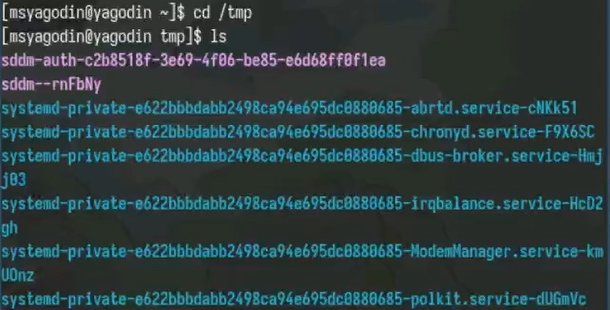 [msyagodin@yagodin ~]$ cd /tmp
[msyagodin@yagodin tmp]$ ls
sddm-auth-c2b8518f-3e69-4f06-be85-e6d68ff0f1ea
sddm--rnFbNy
systemd-private-e622bbbdabb2498ca94e695dc0880685-abrtd.service-cNKk51
systemd-private-e622bbbdabb2498ca94e695dc0880685-chronyd.service-F9X6SC
systemd-private-e622bbbdabb2498ca94e695dc0880685-dbus-broker.service-Hmj
j03
systemd-private-e622bbbdabb2498ca94e695dc0880685-irqbalance.service-HcD2
gh
systemd-private-e622bbbdabb2498ca94e695dc0880685-ModemManager.service-km
UOnz
systemd-private-e622bbbdabb2498ca94e695dc0880685-polkit.service-dUGmVc